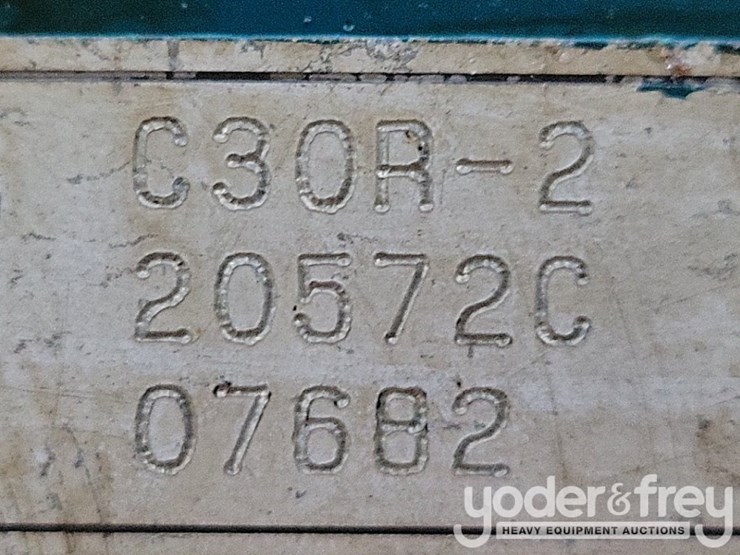 C30R-2
20572C
07682
yoder&frey
HEAVY EQUIPMENT AUCTIONS